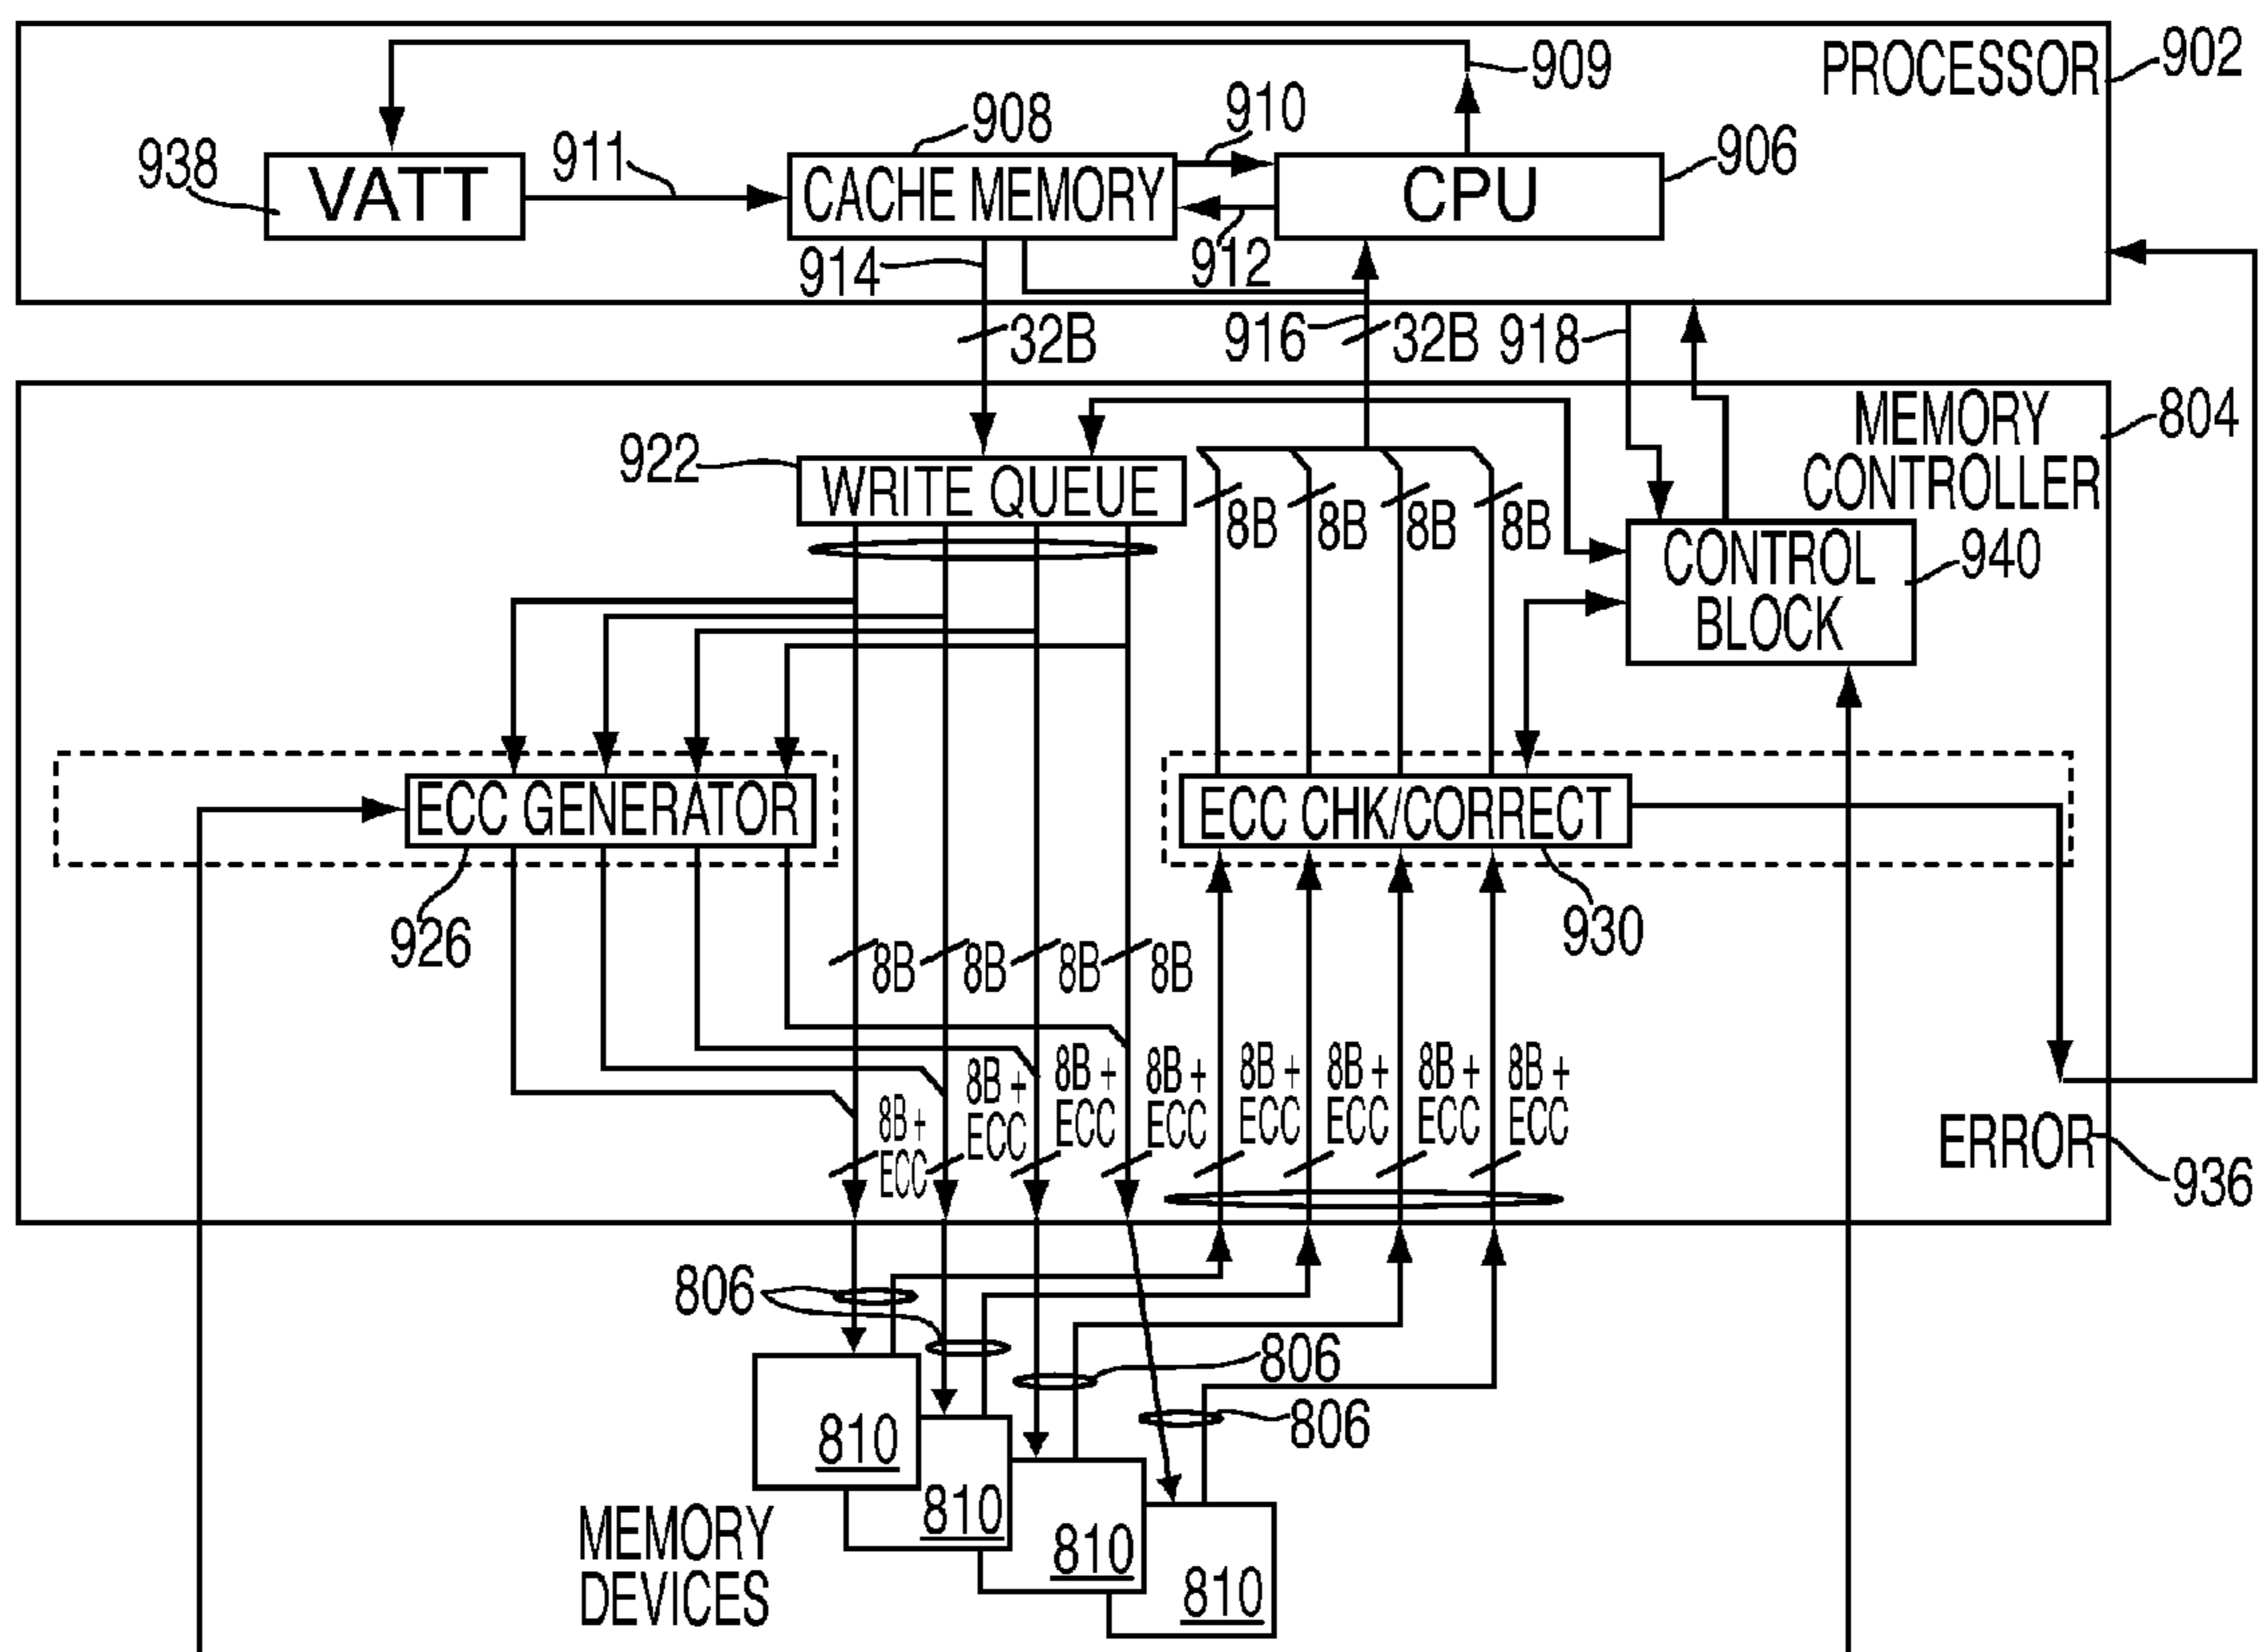 PROCESSOR
902
909
908
910
906
938
911
VATT
CACHE MEMORY
CPU
914
912
32B
916
32B
918
MEMORY
CONTROLLER
804
922
WRITE QUEUE
8B
8B
8B
8B
CONTROL
BLOCK
940
ECC GENERATOR
ECC CHK/CORRECT
926
930
8B
8B
8B
8B
8B +
ECC
8B +
ECC
8B +
ECC
8B +
ECC
8B +
ECC
8B +
ECC
8B +
ECC
8B +
ECC
ERROR
936
806
806
806
810
810
810
810
MEMORY
DEVICES